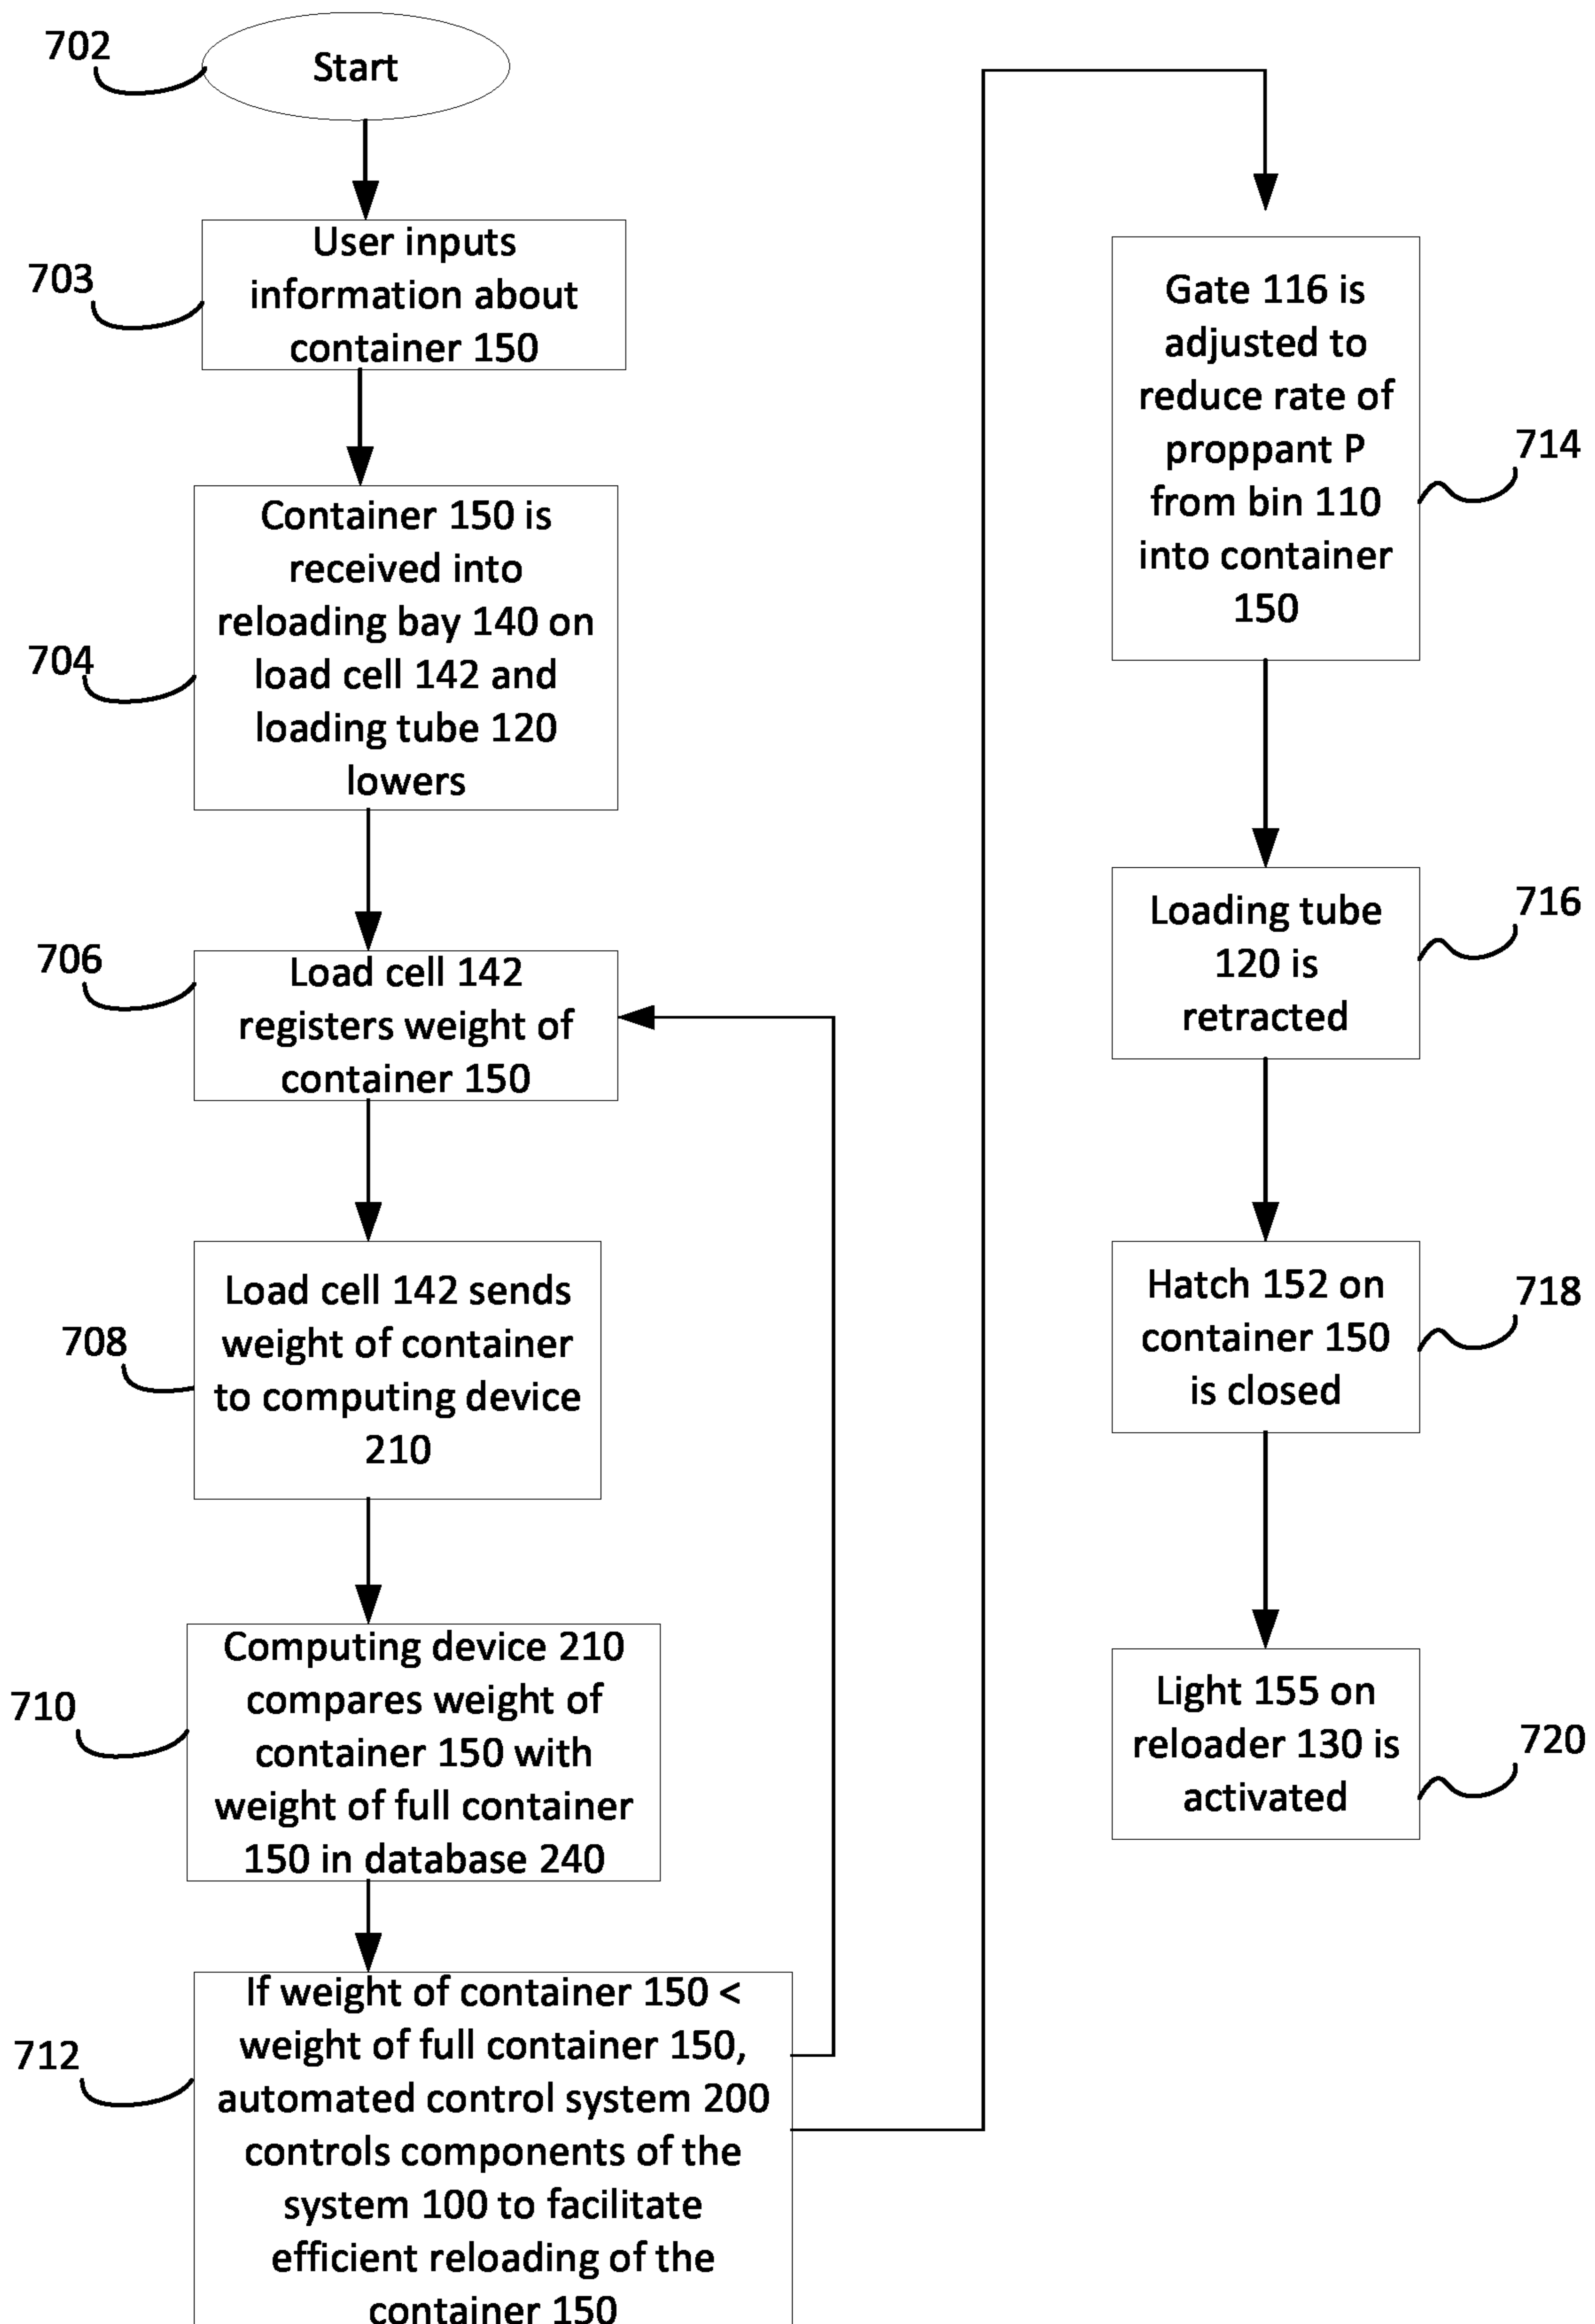 702
Start
703
User inputs
information about
container 150
704
Container 150 is
received into
reloading bay 140 on
load cell 142 and
loading tube 120
lowers
706
Load cell 142
registers weight of
container 150
708
Load cell 142 sends
weight of container
to computing device
210
710
Computing device 210
compares weight of
container 150 with
weight of full container
150 in database 240
712
If weight of container 150 <
weight of full container 150,
automated control system 200
controls components of the
system 100 to facilitate
efficient reloading of the
container 150
Gate 116 is
adjusted to
reduce rate of
proppant P
from bin 110
into container
150
714
Loading tube
120 is
retracted
716
Hatch 152 on
container 150
is closed
718
Light 155 on
reloader 130 is
activated
720